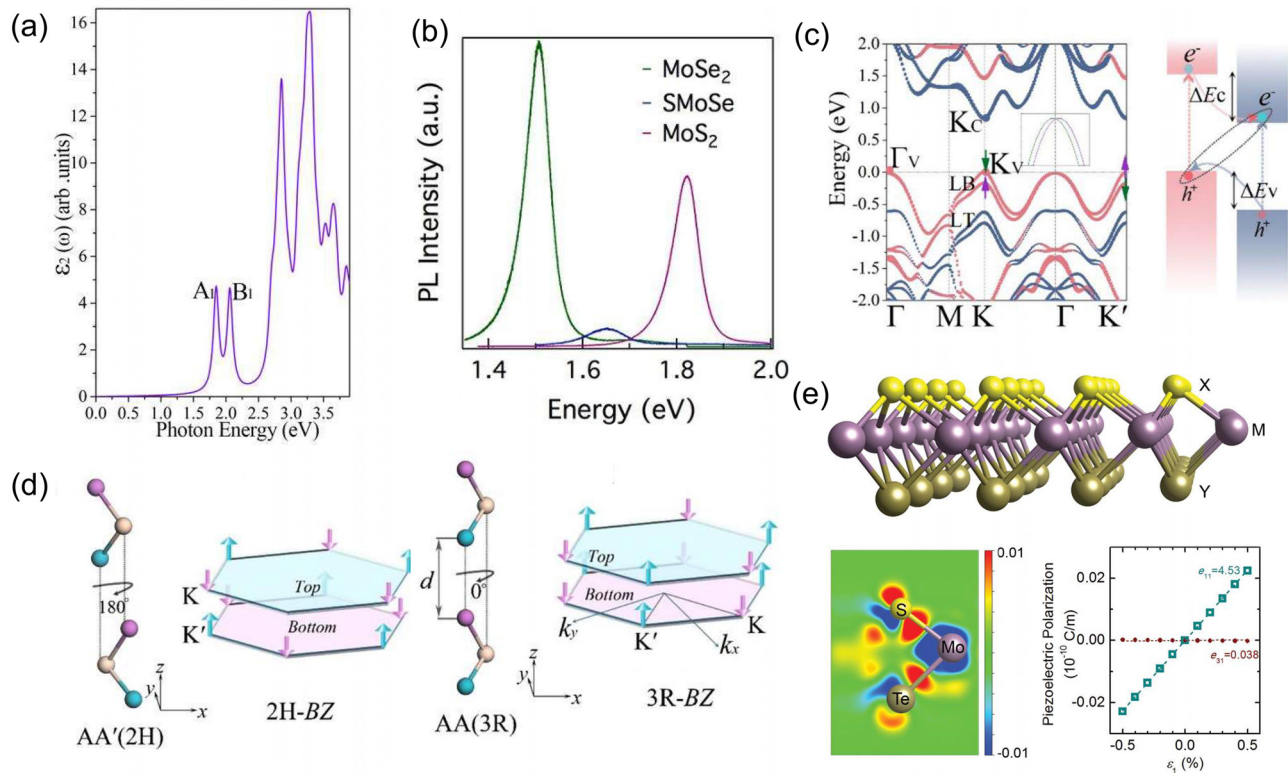 (a)
16
14
12
10
8
6
4
2
0
ε₂ (ω) (arb .units)
A₁ B₁
0.0 0.5 1.0 1.5 2.0 2.5 3.0 3.5
Photon Energy (eV)
(b)
MoSe₂
SMoSe
MoS₂
PL Intensity (a.u.)
1.4 1.6 1.8 2.0
Energy (eV)
(c)
2.0
1.5
1.0
0.5
0.0
-0.5
-1.0
-1.5
-2.0
Energy (eV)
K_C
Γ_V K_V
LB
LT
Γ M K Γ K′
e⁻
ΔEc
e⁻
h⁺
ΔEv
h⁺
(d)
180°
z
y
x
AA′(2H)
Top
K
Bottom
K′
2H-BZ
d
0°
z
y
x
AA(3R)
Top
Bottom
k_y
K′
K
k_x
3R-BZ
(e)
X
M
Y
S
Mo
Te
0.01
-0.01
Piezoelectric Polarization
(10⁻¹⁰ C/m)
0.02
0.00
-0.02
e₁₁=4.53
e₃₁=0.038
-0.5 0.0 0.5
ε₁ (%)